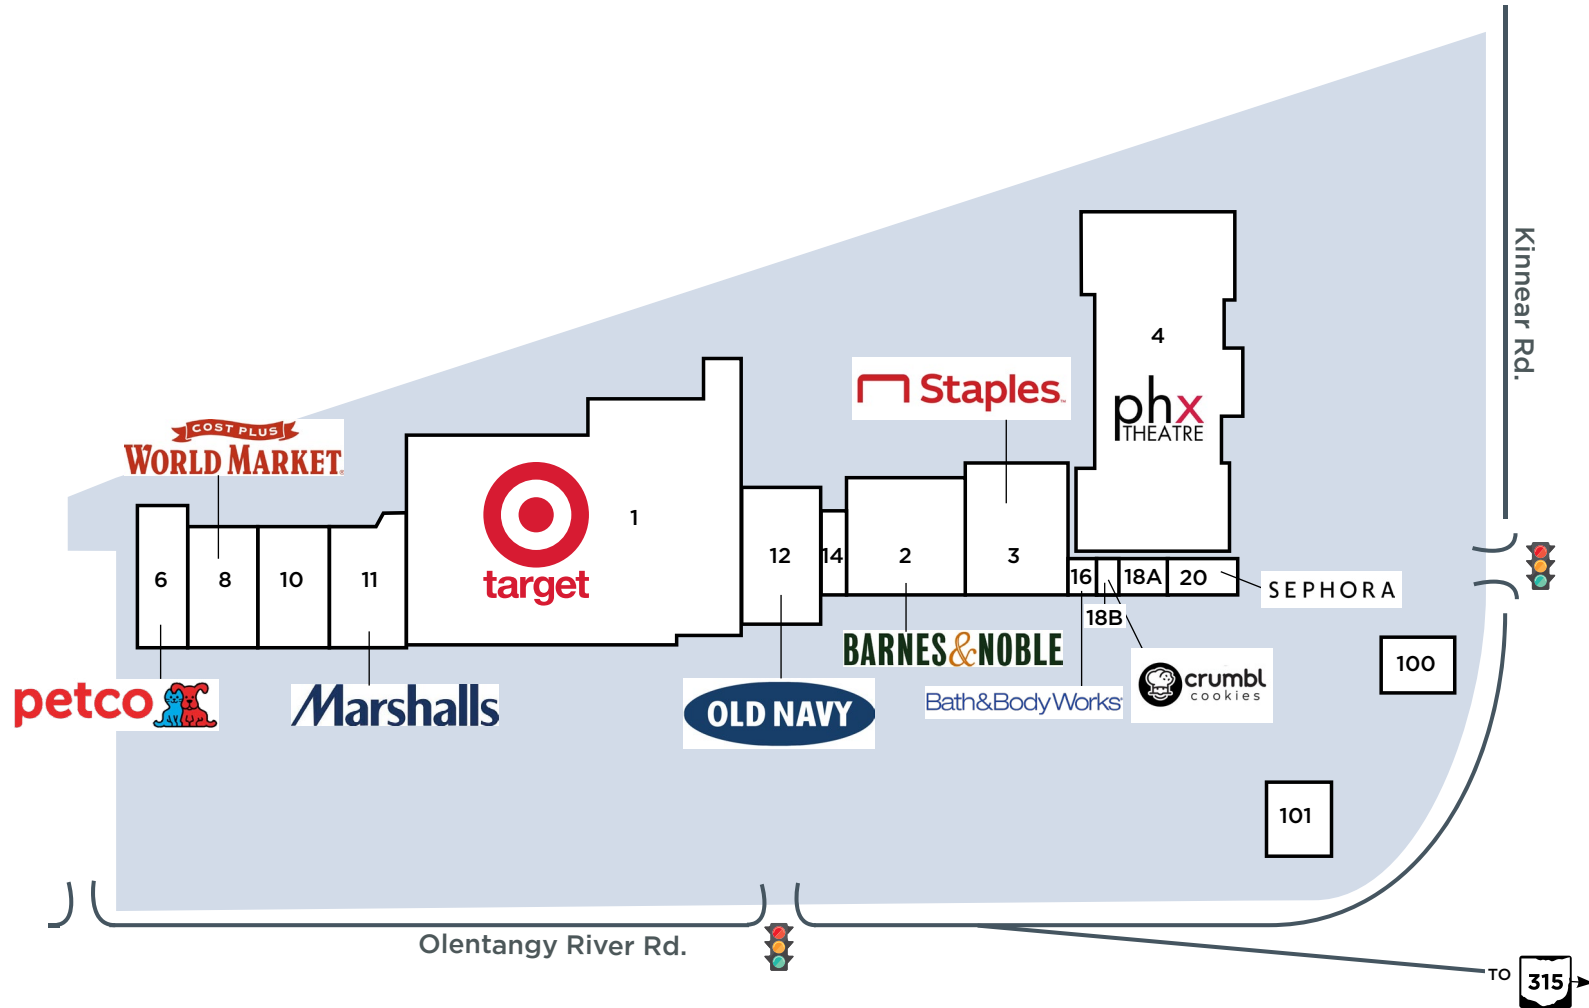 Kinnear Rd.
4
phx
THEATRE
Staples
COST PLUS
WORLD MARKET
1
target
6
8
10
11
12
14
2
3
16
18A
20
18B
SEPHORA
BARNES & NOBLE
crumbl
cookies
100
petco
Marshalls
OLD NAVY
Bath & Body Works
101
Olentangy River Rd.
TO
315